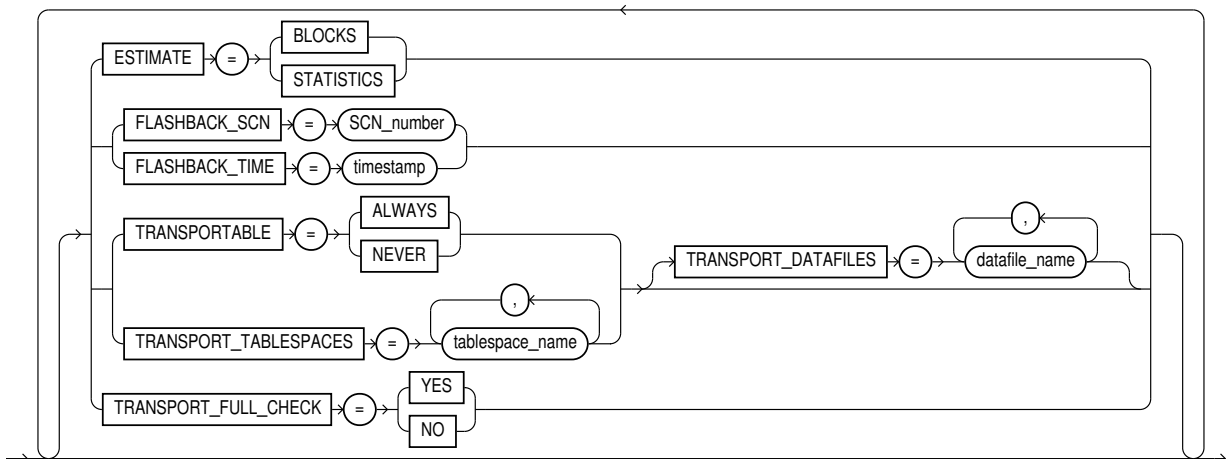 ESTIMATE = BLOCKS
STATISTICS
FLASHBACK_SCN = SCN_number
FLASHBACK_TIME = timestamp
TRANSPORTABLE = ALWAYS
NEVER
TRANSPORT_DATAFILES = , datafile_name
TRANSPORT_TABLESPACES = , tablespace_name
TRANSPORT_FULL_CHECK = YES
NO